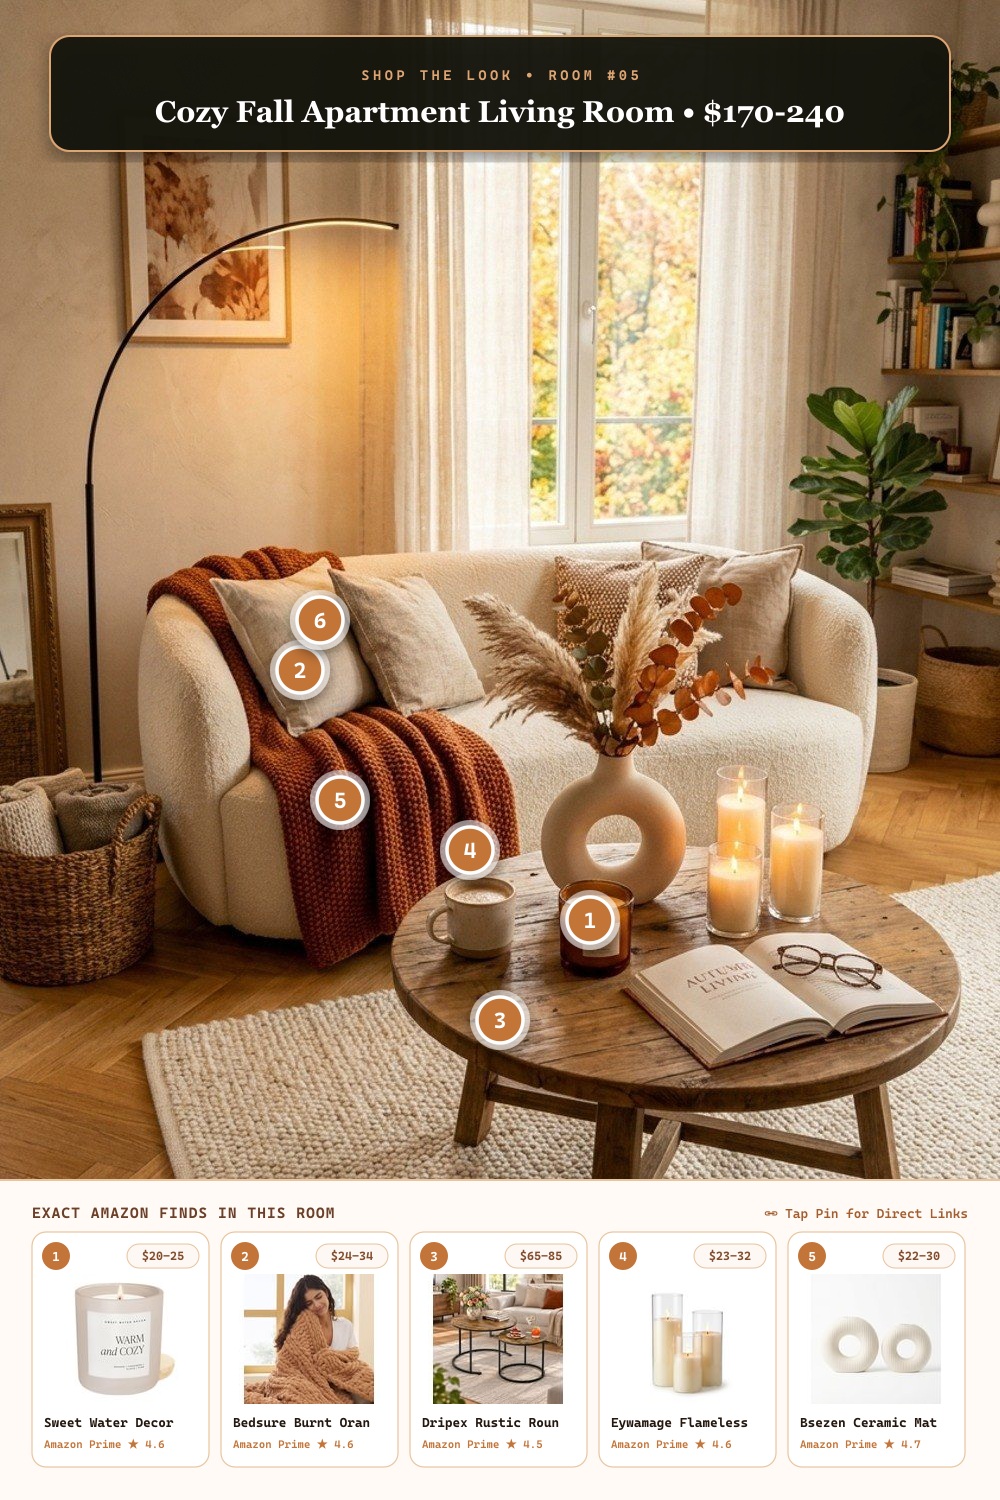 SHOP THE LOOK • ROOM #05
Cozy Fall Apartment Living Room • $170-240
6
2
5
4
1
AUTUMN
LIVING
3
EXACT AMAZON FINDS IN THIS ROOM
Tap Pin for Direct Links
1 $20-25
WARM
and COZY
Sweet Water Decor
Amazon Prime ★ 4.6
2 $24-34
Bedsure Burnt Oran
Amazon Prime ★ 4.6
3 $65-85
Dripex Rustic Roun
Amazon Prime ★ 4.5
4 $23-32
Eywamage Flameless
Amazon Prime ★ 4.6
5 $22-30
Bsezen Ceramic Mat
Amazon Prime ★ 4.7